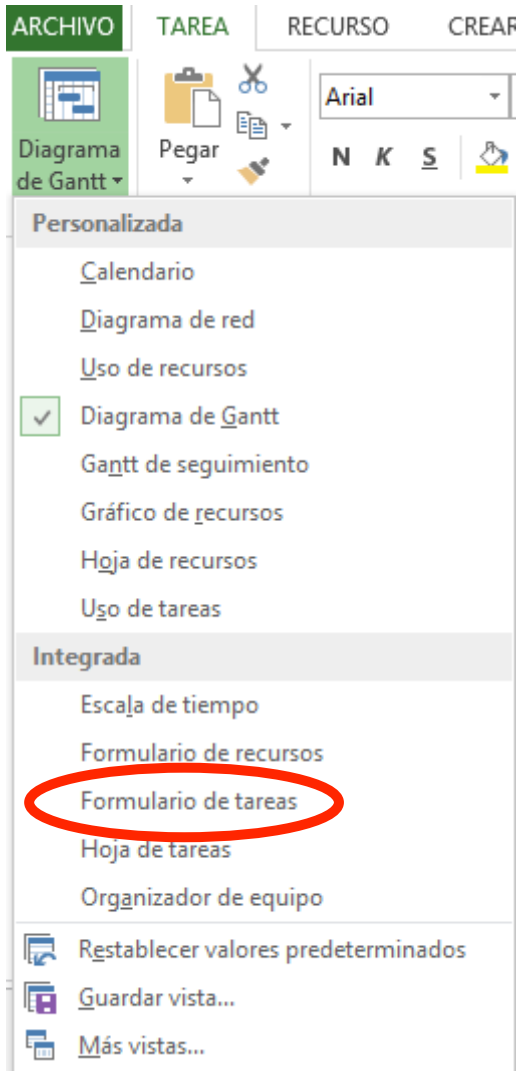 ARCHIVO TAREA RECURSO CREAR
Arial
Diagrama de Gantt
Pegar
N K S
Personalizada
Calendario
Diagrama de red
Uso de recursos
Diagrama de Gantt
Gantt de seguimiento
Gráfico de recursos
Hoja de recursos
Uso de tareas
Integrada
Escala de tiempo
Formulario de recursos
Formulario de tareas
Hoja de tareas
Organizador de equipo
Restablecer valores predeterminados
Guardar vista...
Más vistas...